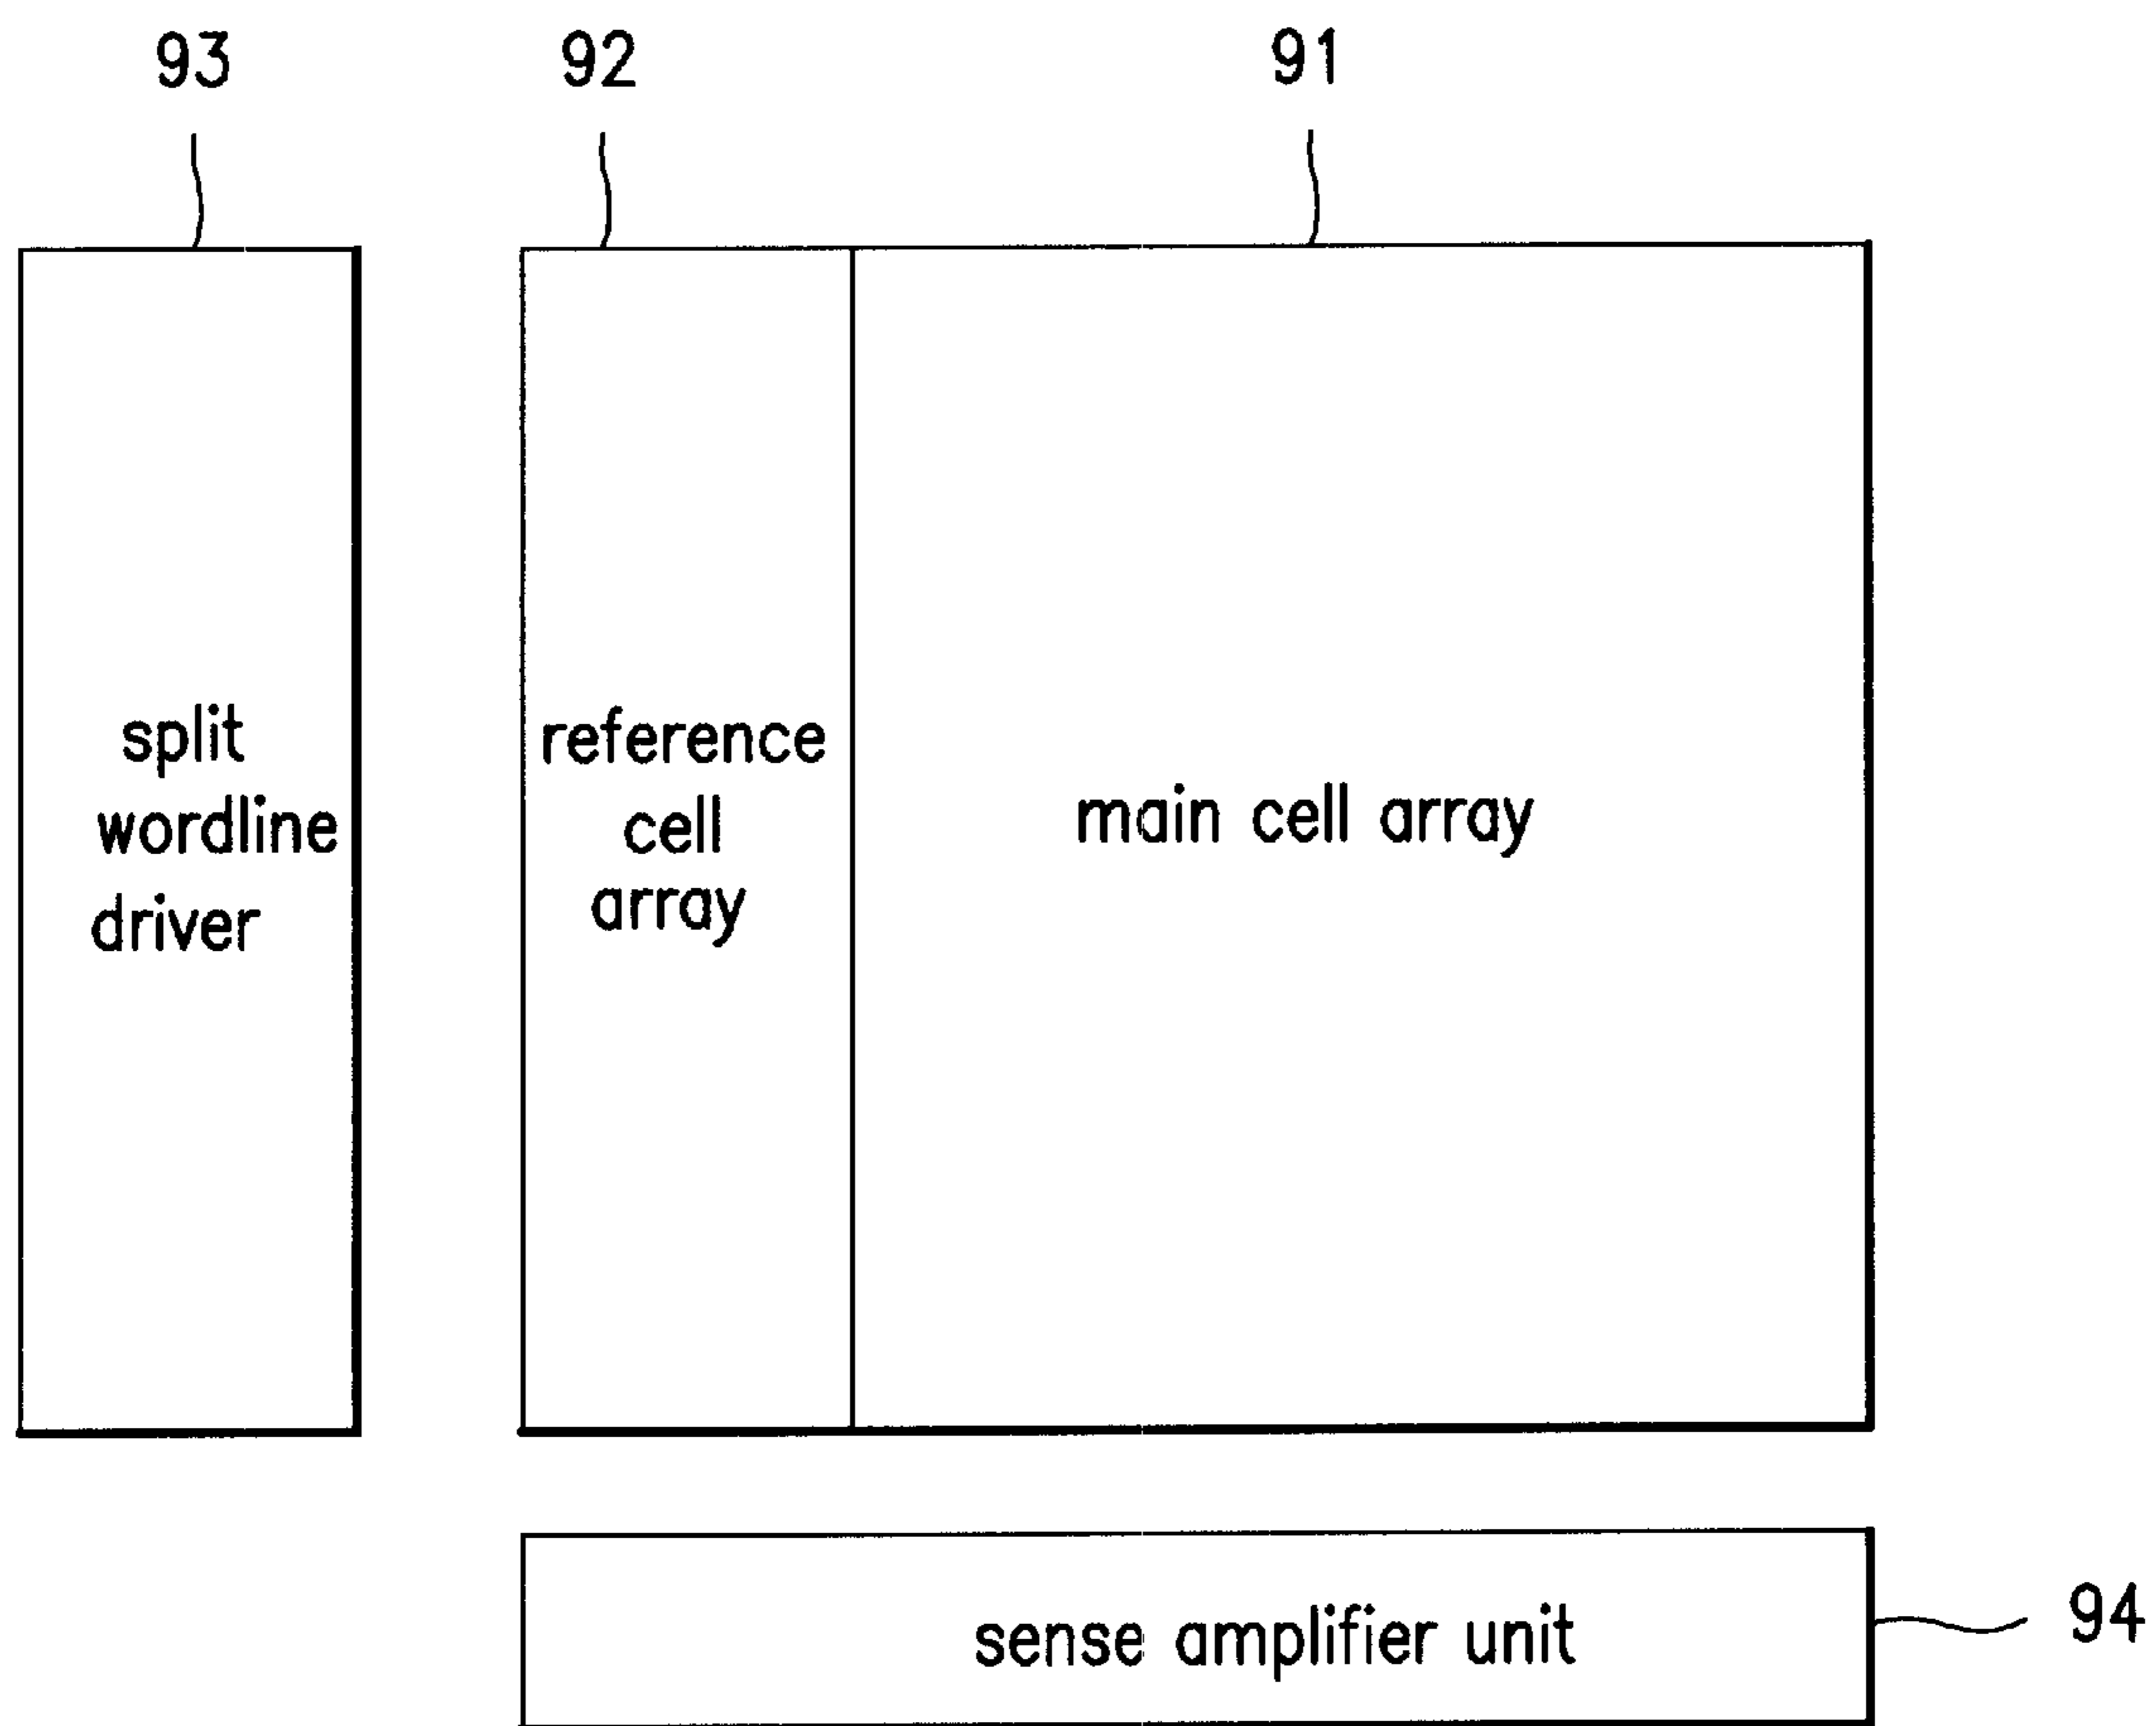 93
92
91
split
wordline
driver
reference
cell
array
main cell array
sense amplifier unit
94